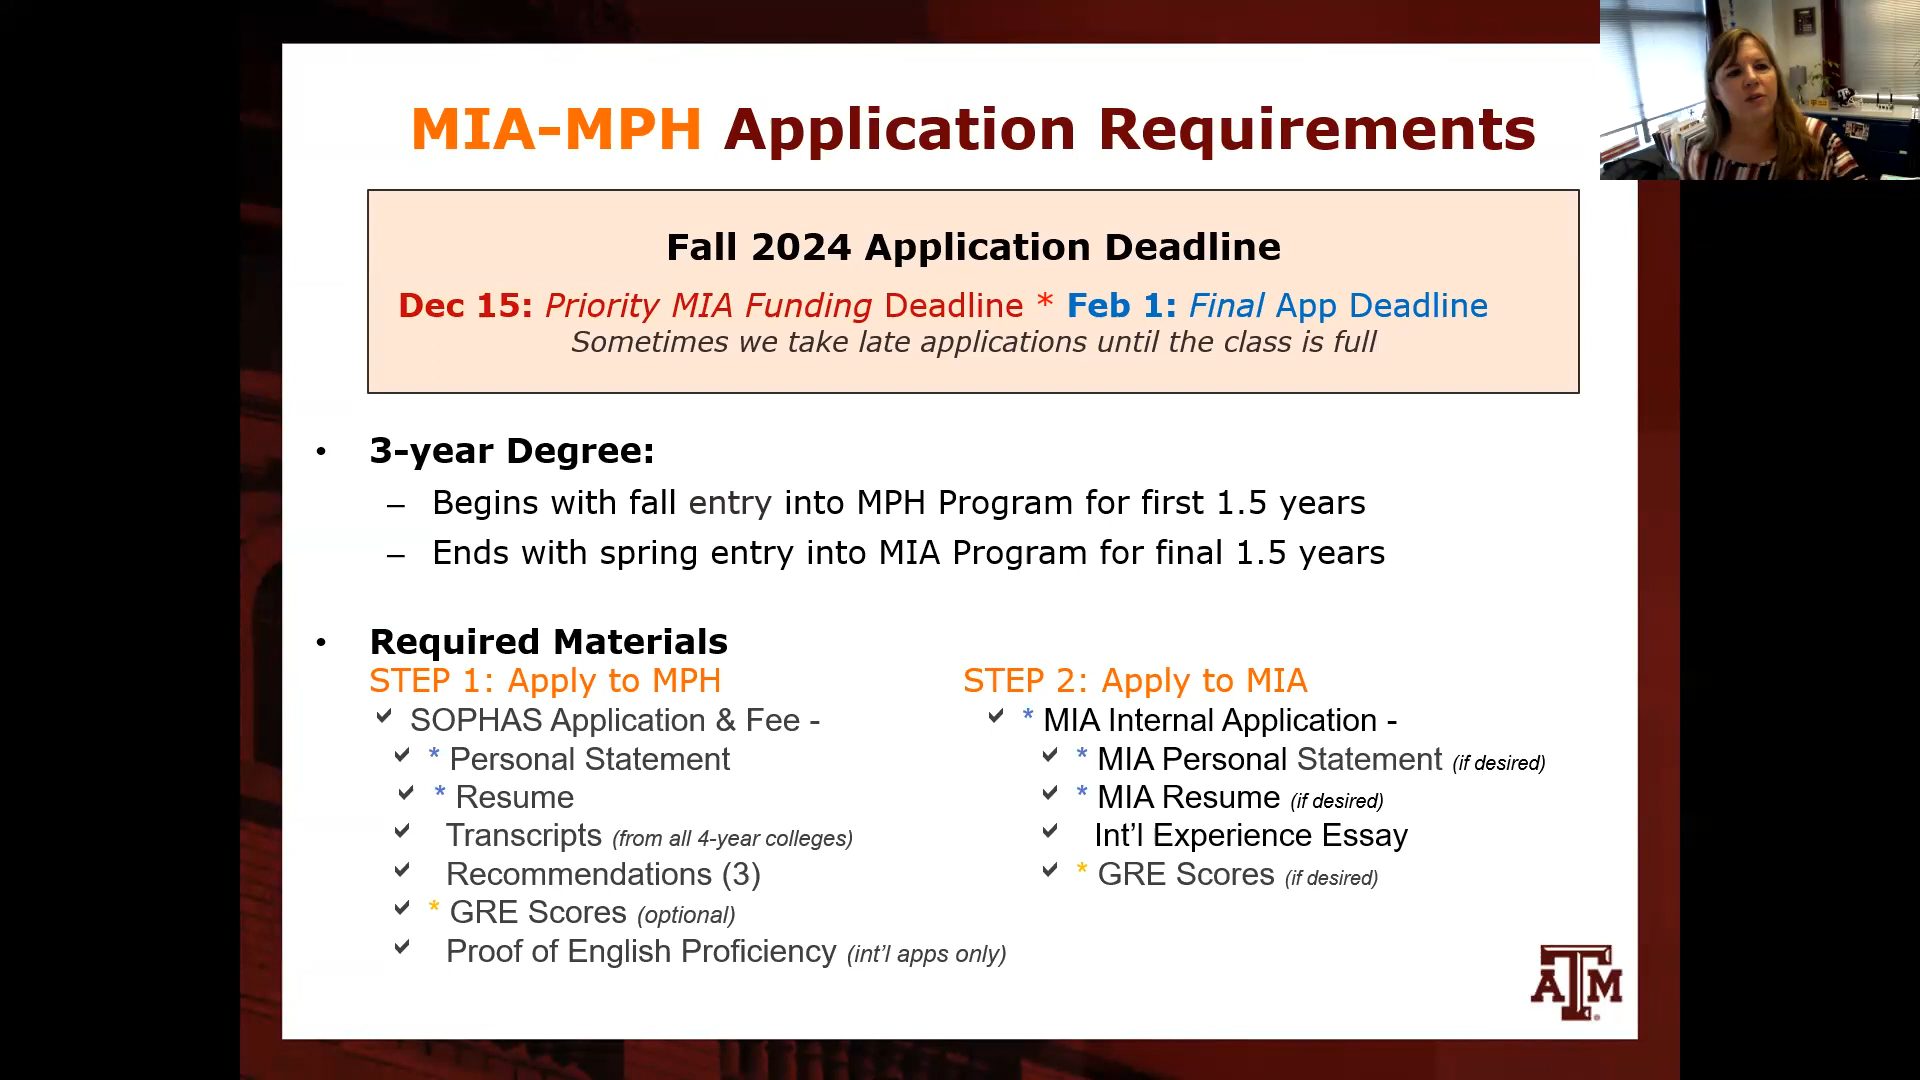 MIA-MPH Application Requirements
Fall 2024 Application Deadline
Dec 15: Priority MIA Funding Deadline * Feb 1: Final App Deadline
Sometimes we take late applications until the class is full
• 3-year Degree:
– Begins with fall entry into MPH Program for first 1.5 years
– Ends with spring entry into MIA Program for final 1.5 years
• Required Materials
STEP 1: Apply to MPH
SOPHAS Application & Fee -
* Personal Statement
* Resume
Transcripts (from all 4-year colleges)
Recommendations (3)
* GRE Scores (optional)
Proof of English Proficiency (int'l apps only)
STEP 2: Apply to MIA
* MIA Internal Application -
* MIA Personal Statement (if desired)
* MIA Resume (if desired)
Int'l Experience Essay
* GRE Scores (if desired)
ATM